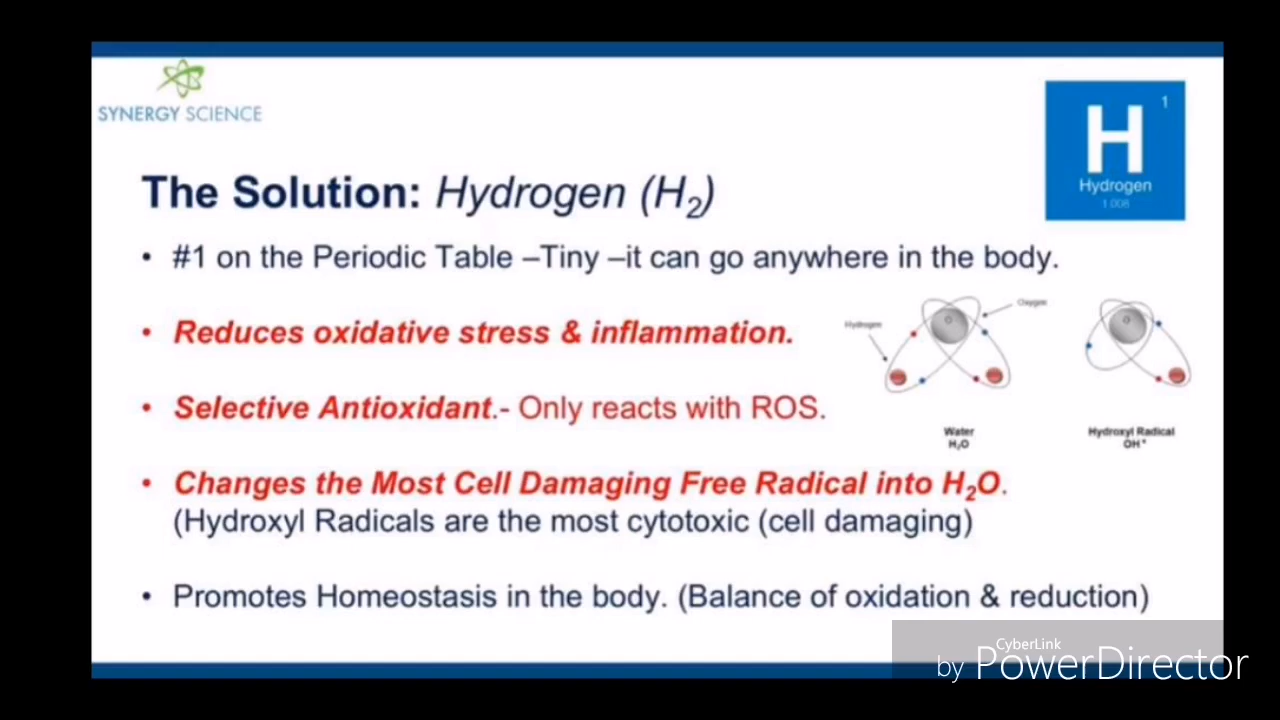 SYNERGY SCIENCE
1
H
Hydrogen
1.008
The Solution: Hydrogen (H₂)
• #1 on the Periodic Table –Tiny –it can go anywhere in the body.
• Reduces oxidative stress & inflammation.
• Selective Antioxidant.- Only reacts with ROS.
Hydrogen
Oxygen
O
O
Water
H₂O
Hydroxyl Radical
OH*
• Changes the Most Cell Damaging Free Radical into H₂O.
(Hydroxyl Radicals are the most cytotoxic (cell damaging)
• Promotes Homeostasis in the body. (Balance of oxidation & reduction)
CyberLink
by PowerDirector